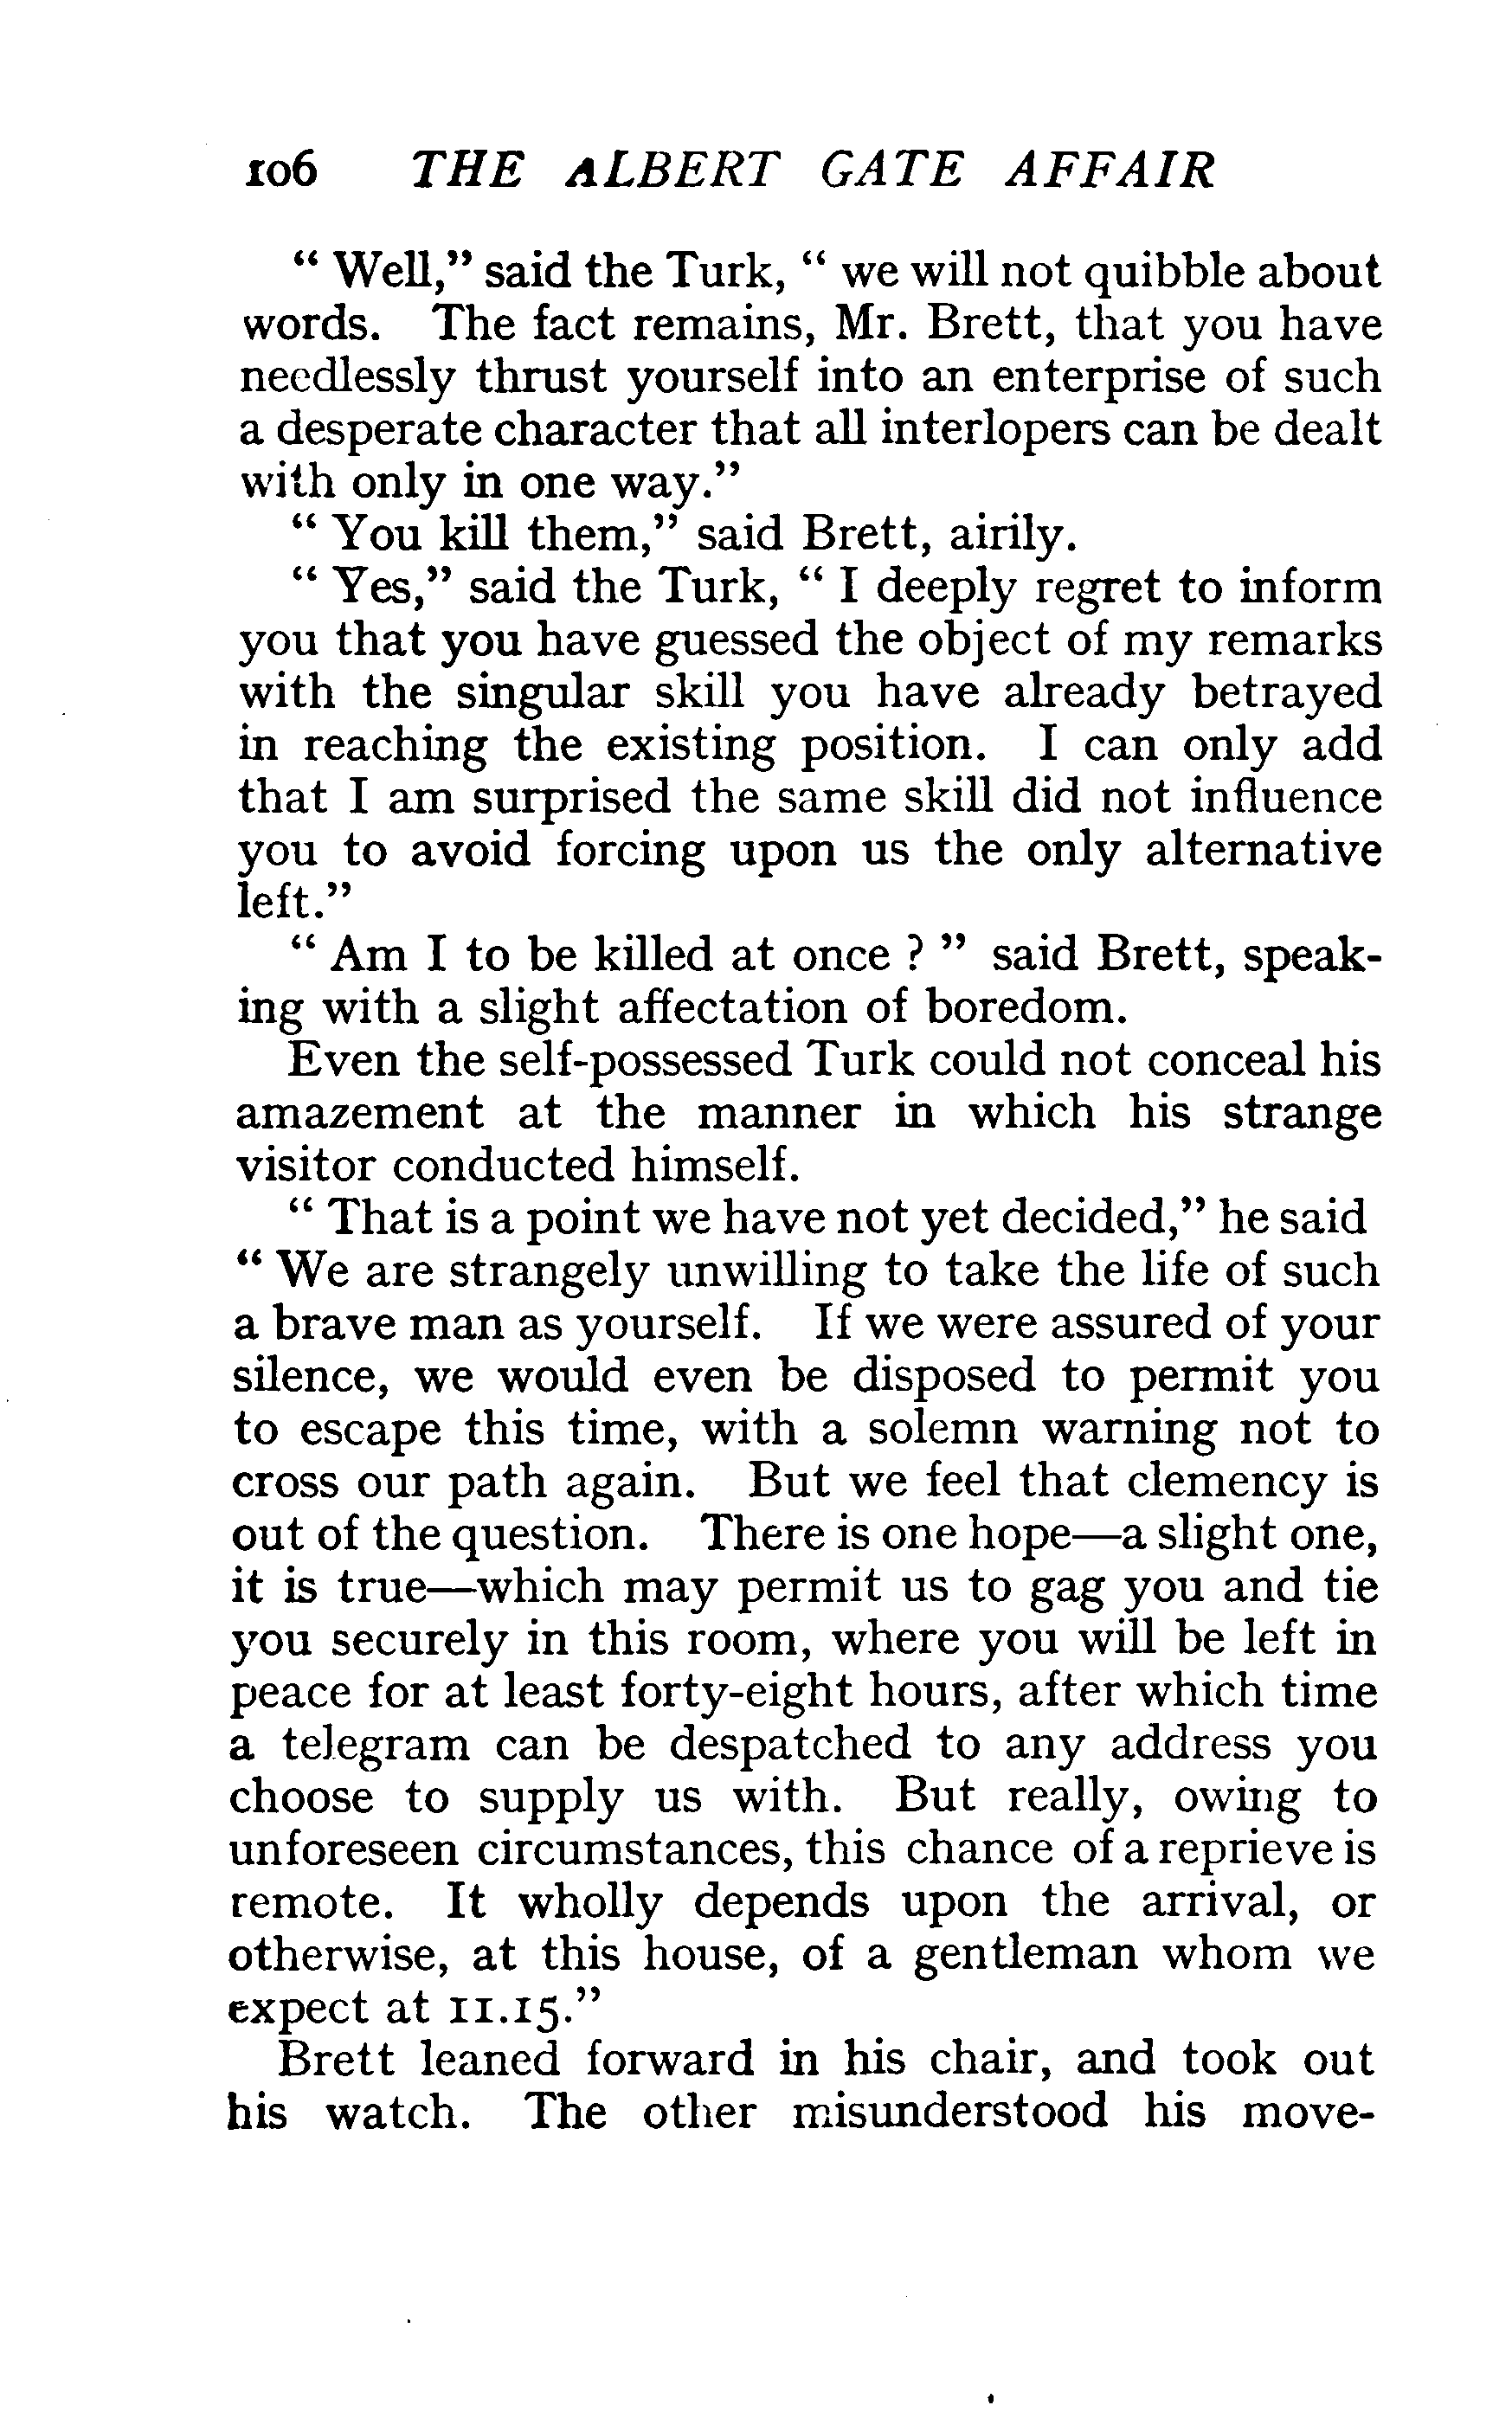 106 THE ALBERT GATE AFFAIR
" Well," said the Turk, " we will not quibble about
words. The fact remains, Mr. Brett, that you have
needlessly thrust yourself into an enterprise of such
a desperate character that all interlopers can be dealt
with only in one way."
" You kill them," said Brett, airily.
" Yes," said the Turk, " I deeply regret to inform
you that you have guessed the object of my remarks
with the singular skill you have already betrayed
in reaching the existing position. I can only add
that I am surprised the same skill did not influence
you to avoid forcing upon us the only alternative
left."
" Am I to be killed at once ? " said Brett, speak-
ing with a slight affectation of boredom.
Even the self-possessed Turk could not conceal his
amazement at the manner in which his strange
visitor conducted himself.
" That is a point we have not yet decided," he said
" We are strangely unwilling to take the life of such
a brave man as yourself. If we were assured of your
silence, we would even be disposed to permit you
to escape this time, with a solemn warning not to
cross our path again. But we feel that clemency is
out of the question. There is one hope—a slight one,
it is true—which may permit us to gag you and tie
you securely in this room, where you will be left in
peace for at least forty-eight hours, after which time
a telegram can be despatched to any address you
choose to supply us with. But really, owing to
unforeseen circumstances, this chance of a reprieve is
remote. It wholly depends upon the arrival, or
otherwise, at this house, of a gentleman whom we
expect at 11.15."
Brett leaned forward in his chair, and took out
his watch. The other misunderstood his move-